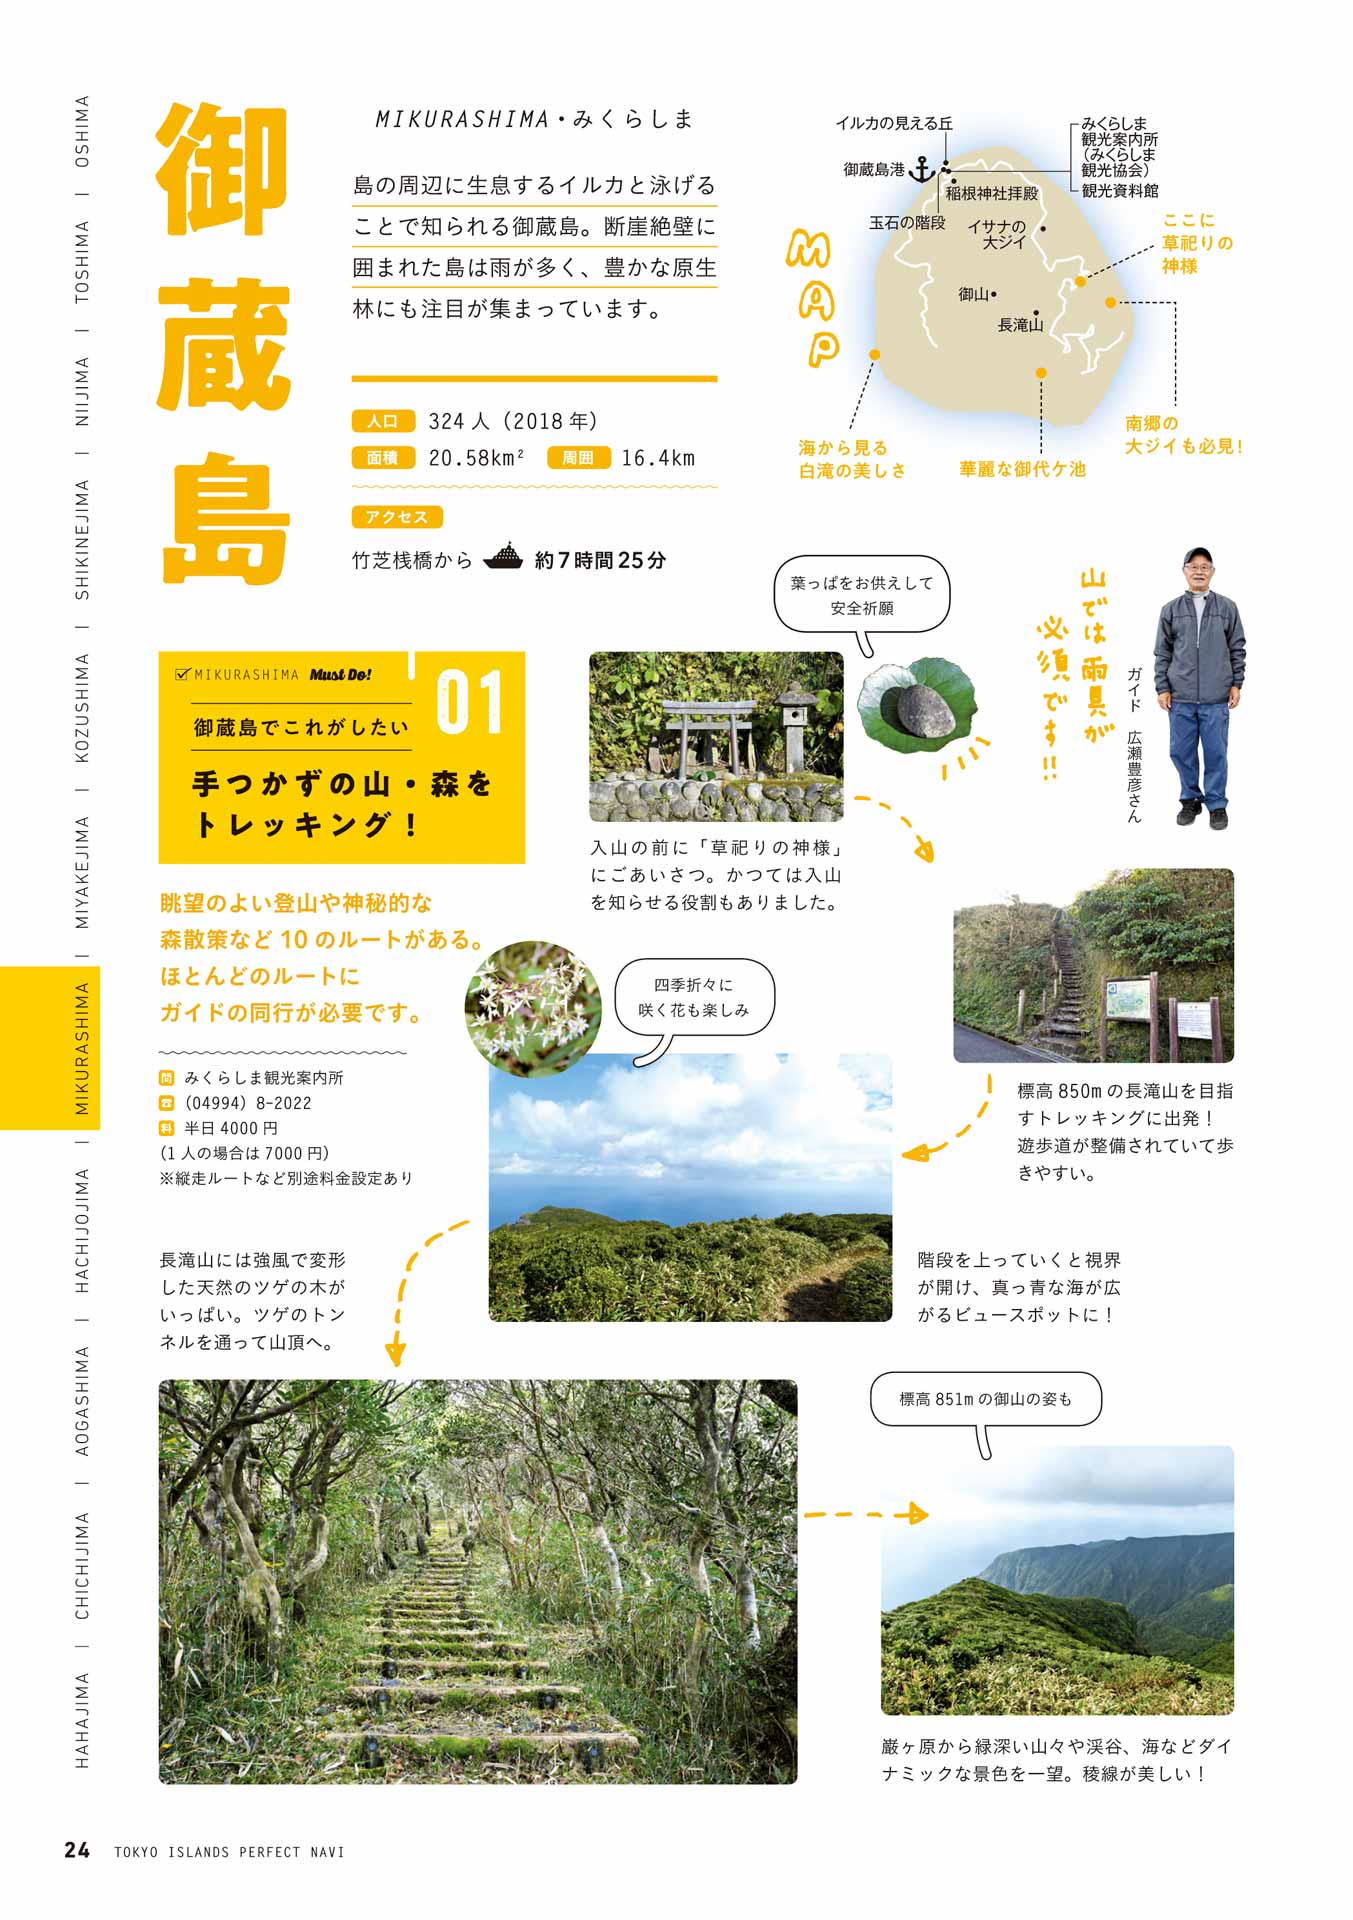 御蔵島
MIKURASHIMA・みくらしま
島の周辺に生息するイルカと泳げる
ことで知られる御蔵島。断崖絶壁に
囲まれた島は雨が多く、豊かな原生
林にも注目が集まっています。
人口 324人（2018年）
面積 20.58km² 周囲 16.4km
アクセス
竹芝桟橋から 約7時間25分
MAP
イルカの見える丘
御蔵島港
玉石の階段
稲根神社拝殿
みくらしま
観光案内所
（みくらしま
観光協会）
観光資料館
イサナの
大ジイ
御山
長滝山
ここに
草祀りの
神様
南郷の
大ジイも必見！
華麗な御代ケ池
海から見る
白滝の美しさ
MIKURASHIMA Must Do!
01
御蔵島でこれがしたい
手つかずの山・森を
トレッキング！
眺望のよい登山や神秘的な
森散策など10のルートがある。
ほとんどのルートに
ガイドの同行が必要です。
問 みくらしま観光案内所
☎ （04994）8-2022
料 半日4000円
（1人の場合は7000円）
※縦走ルートなど別途料金設定あり
葉っぱをお供えして
安全祈願
山では雨具が
必須です!!
ガイド 広瀬豊彦さん
入山の前に「草祀りの神様」
にごあいさつ。かつては入山
を知らせる役割もありました。
四季折々に
咲く花も楽しみ
標高850mの長滝山を目指
すトレッキングに出発！
遊歩道が整備されていて歩
きやすい。
階段を上っていくと視界
が開け、真っ青な海が広
がるビュースポットに！
長滝山には強風で変形
した天然のツゲの木が
いっぱい。ツゲのトン
ネルを通って山頂へ。
標高851mの御山の姿も
巌ヶ原から緑深い山々や渓谷、海などダイ
ナミックな景色を一望。稜線が美しい！
HAHAJIMA | CHICHIJIMA | AOGASHIMA | HACHIJOJIMA | MIKURASHIMA | MIYAKEJIMA | KOZUSHIMA | SHIKINEJIMA | NIIJIMA | TOSHIMA | OSHIMA
24 TOKYO ISLANDS PERFECT NAVI